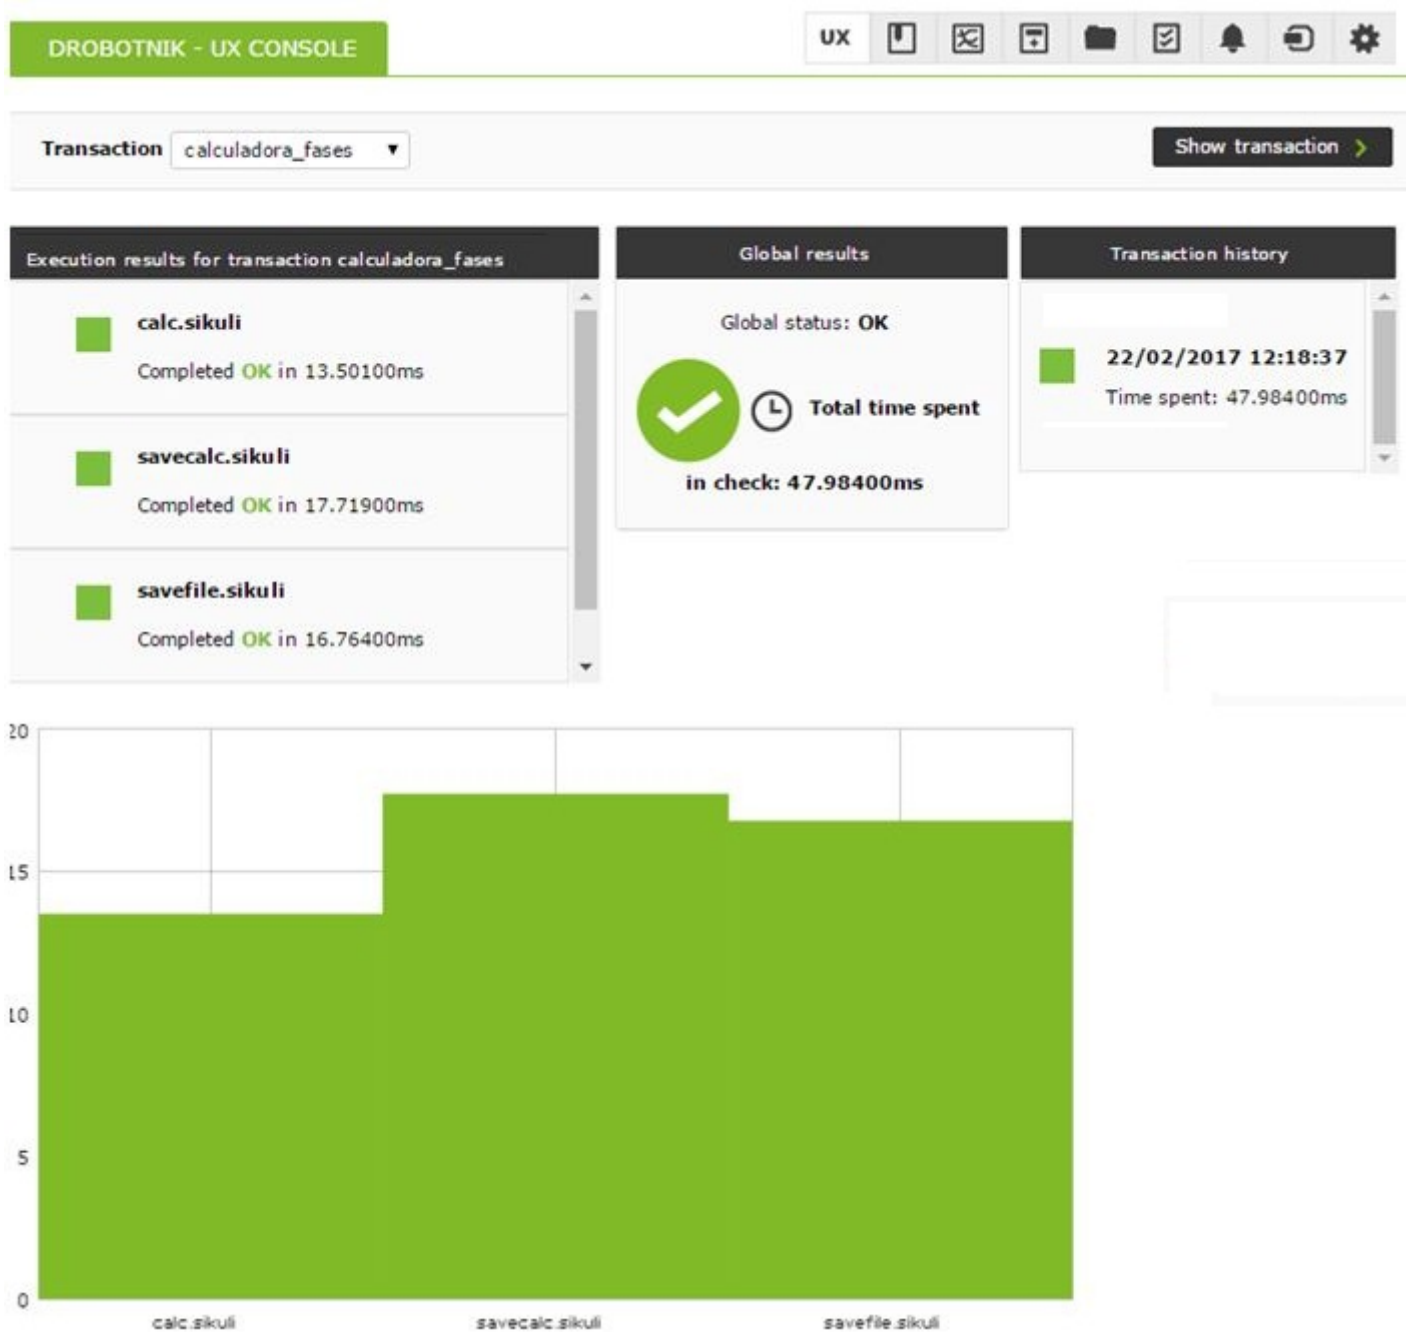 DROBOTNIK - UX CONSOLE
UX
Transaction calculadora_fases
Show transaction
Execution results for transaction calculadora_fases
calc.sikuli
Completed OK in 13.50100ms
savecalc.sikuli
Completed OK in 17.71900ms
savefile.sikuli
Completed OK in 16.76400ms
Global results
Global status: OK
Total time spent
in check: 47.98400ms
Transaction history
22/02/2017 12:18:37
Time spent: 47.98400ms
20
15
10
5
0
calc.sikuli savecalc.sikuli savefile.sikuli